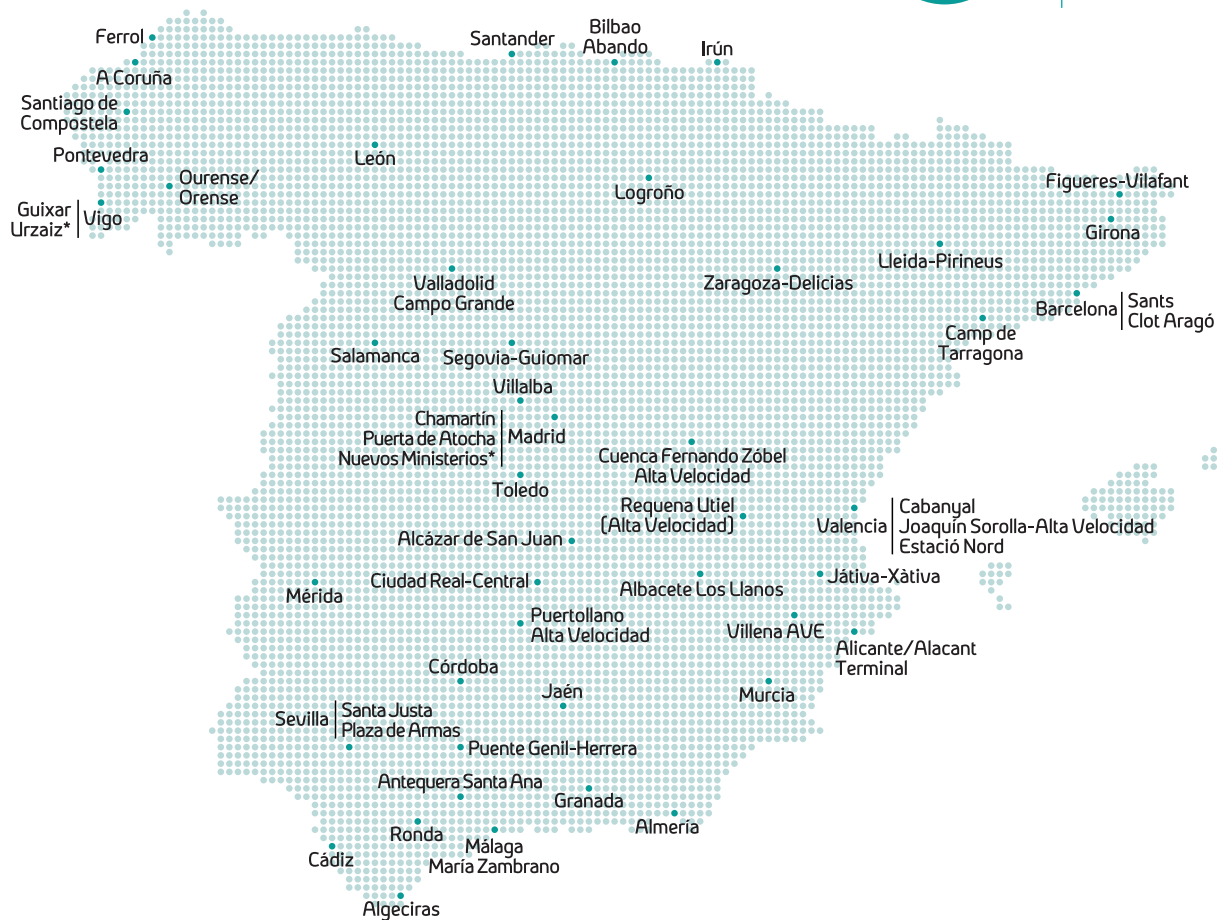 Ferrol
Santander
Bilbao
Abando
Irún
A Coruña
Santiago de
Compostela
Pontevedra
León
Ourense/
Orense
Logroño
Figueres-Vilafant
Guixar
Urzaiz*
Vigo
Girona
Lleida-Pirineus
Valladolid
Campo Grande
Zaragoza-Delicias
Barcelona
Sants
Clot Aragó
Camp de
Tarragona
Salamanca
Segovia-Guiomar
Villalba
Chamartín
Puerta de Atocha
Nuevos Ministerios*
Madrid
Cuenca Fernando Zóbel
Alta Velocidad
Toledo
Requena Utiel
(Alta Velocidad)
Valencia
Cabanyal
Joaquín Sorolla-Alta Velocidad
Estació Nord
Alcázar de San Juan
Ciudad Real-Central
Albacete Los Llanos
Játiva-Xàtiva
Mérida
Puertollano
Alta Velocidad
Villena AVE
Alicante/Alacant
Terminal
Córdoba
Jaén
Murcia
Sevilla
Santa Justa
Plaza de Armas
Puente Genil-Herrera
Antequera Santa Ana
Granada
Almería
Ronda
Málaga
María Zambrano
Cádiz
Algeciras